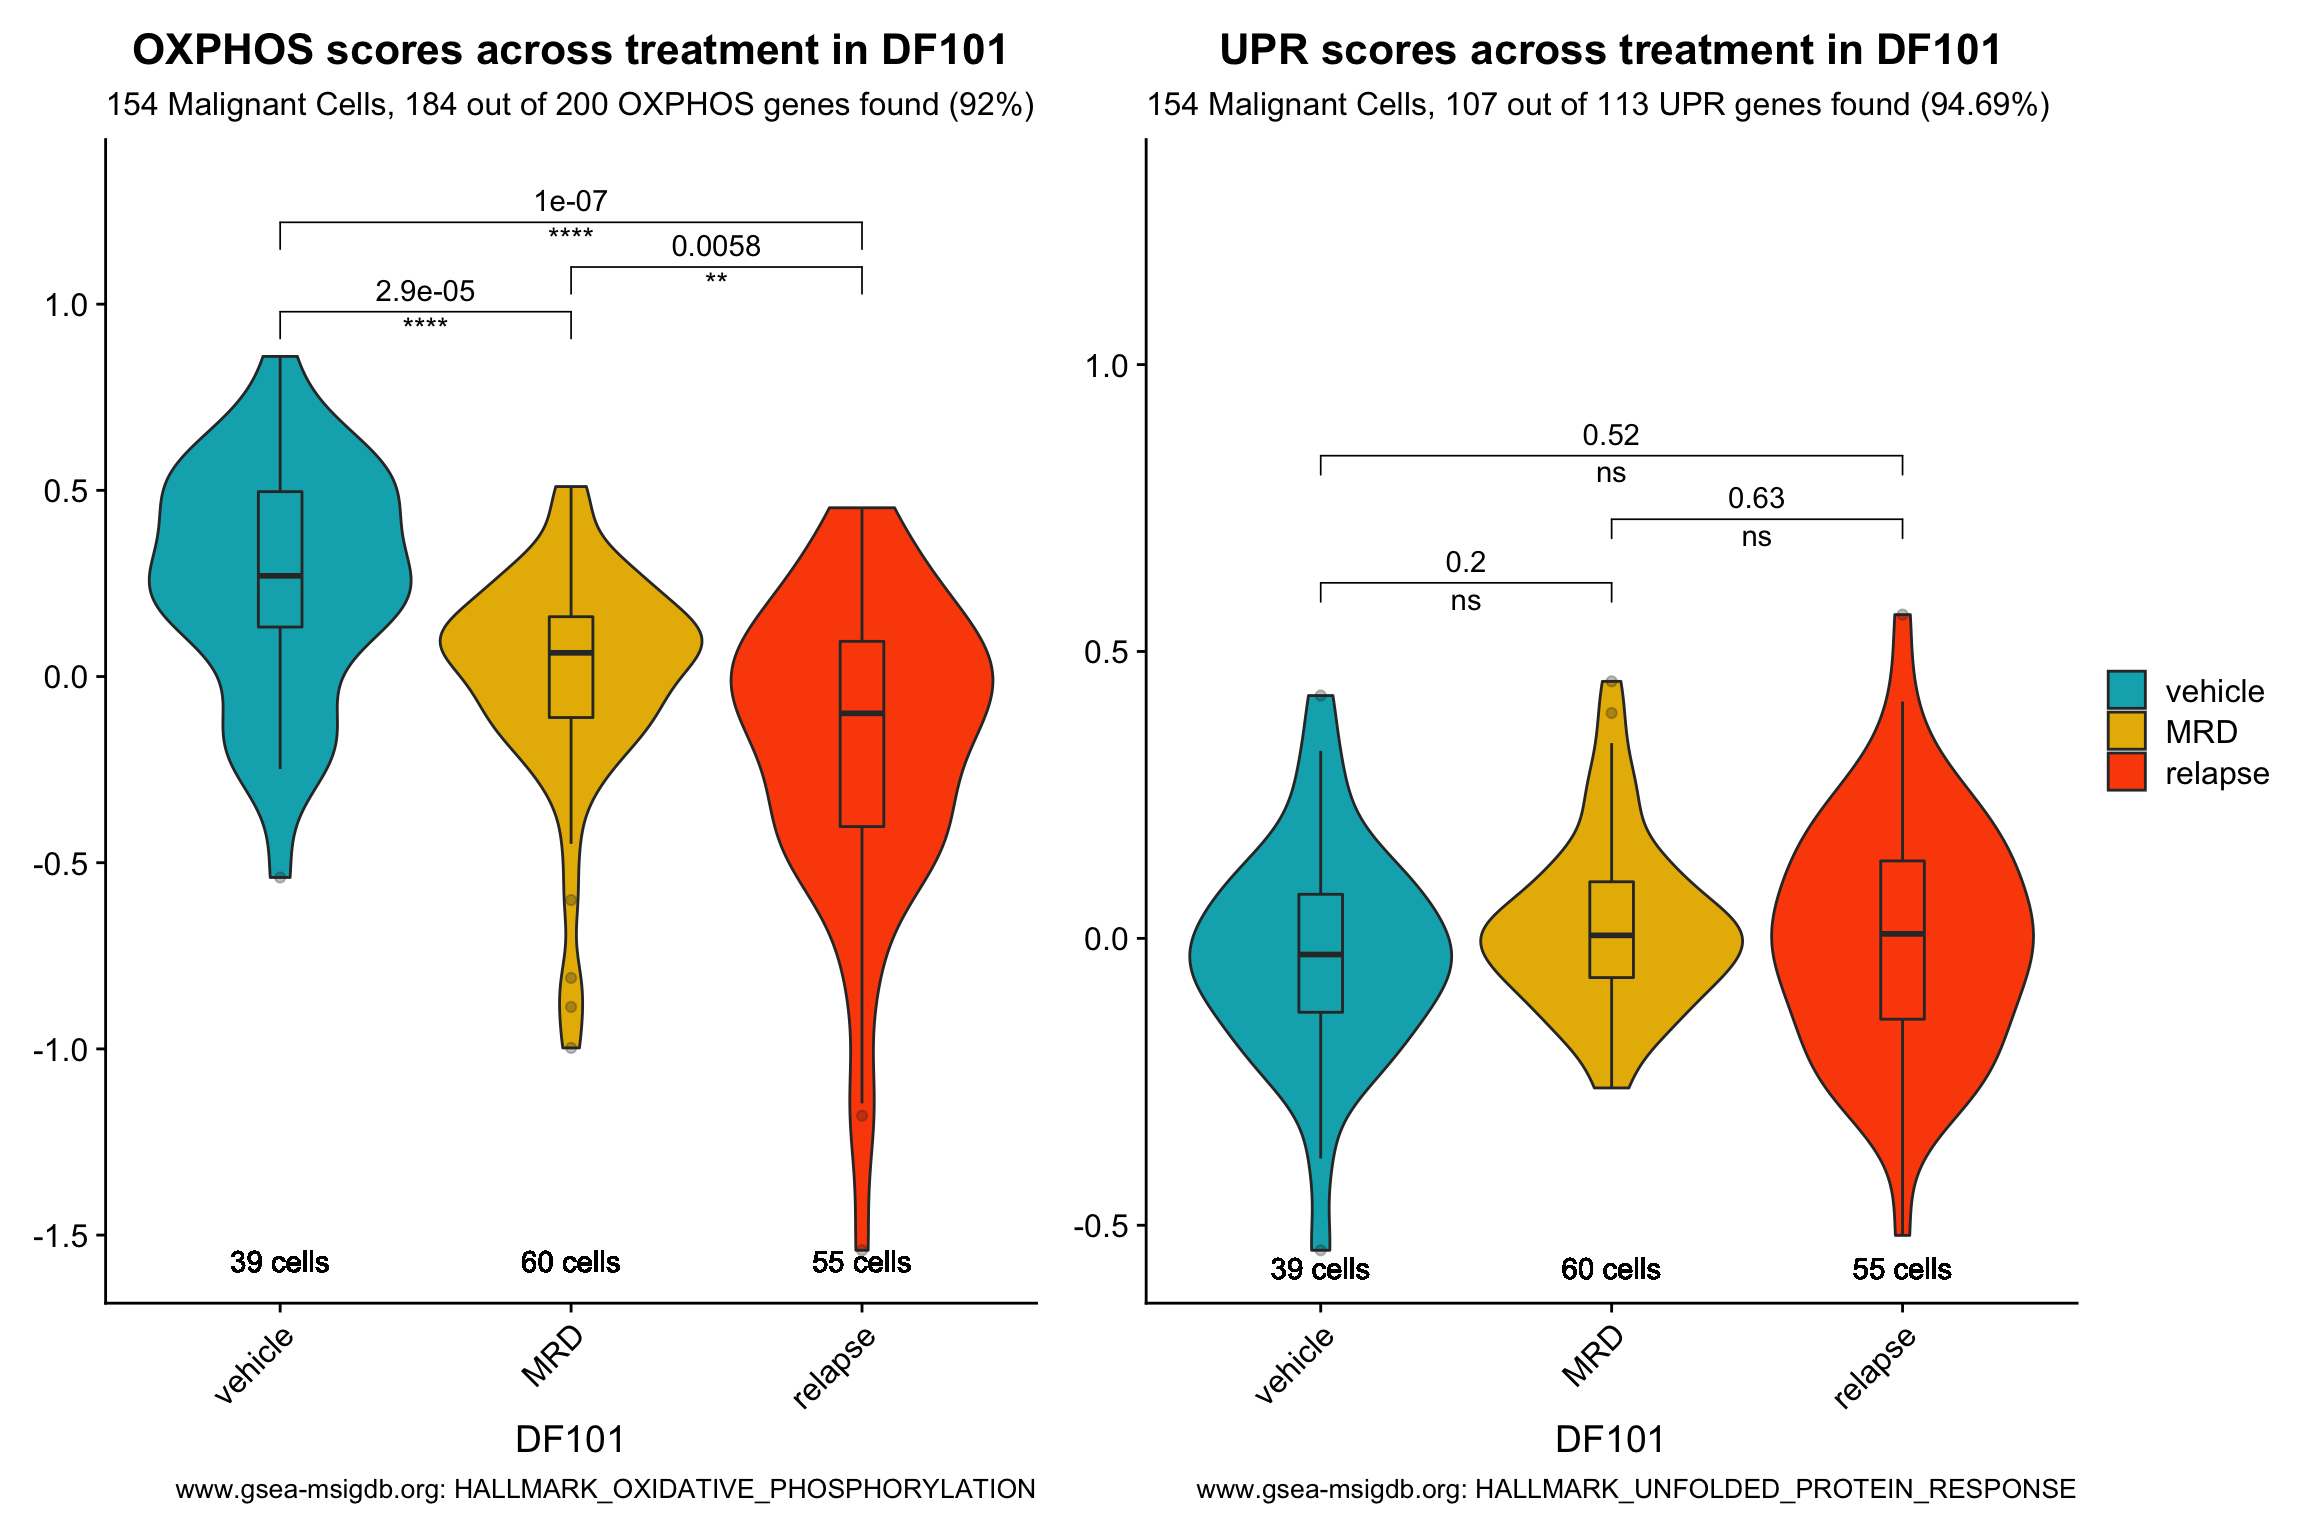 OXPHOS scores across treatment in DF101
154 Malignant Cells, 184 out of 200 OXPHOS genes found (92%)
1e-07
****
0.0058
**
2.9e-05
****
1.0
0.5
0.0
-0.5
-1.0
-1.5
39 cells
60 cells
55 cells
vehicle
MRD
relapse
DF101
www.gsea-msigdb.org: HALLMARK_OXIDATIVE_PHOSPHORYLATION
UPR scores across treatment in DF101
154 Malignant Cells, 107 out of 113 UPR genes found (94.69%)
0.52
ns
0.63
ns
0.2
ns
1.0
0.5
0.0
-0.5
39 cells
60 cells
55 cells
vehicle
MRD
relapse
DF101
www.gsea-msigdb.org: HALLMARK_UNFOLDED_PROTEIN_RESPONSE
vehicle
MRD
relapse